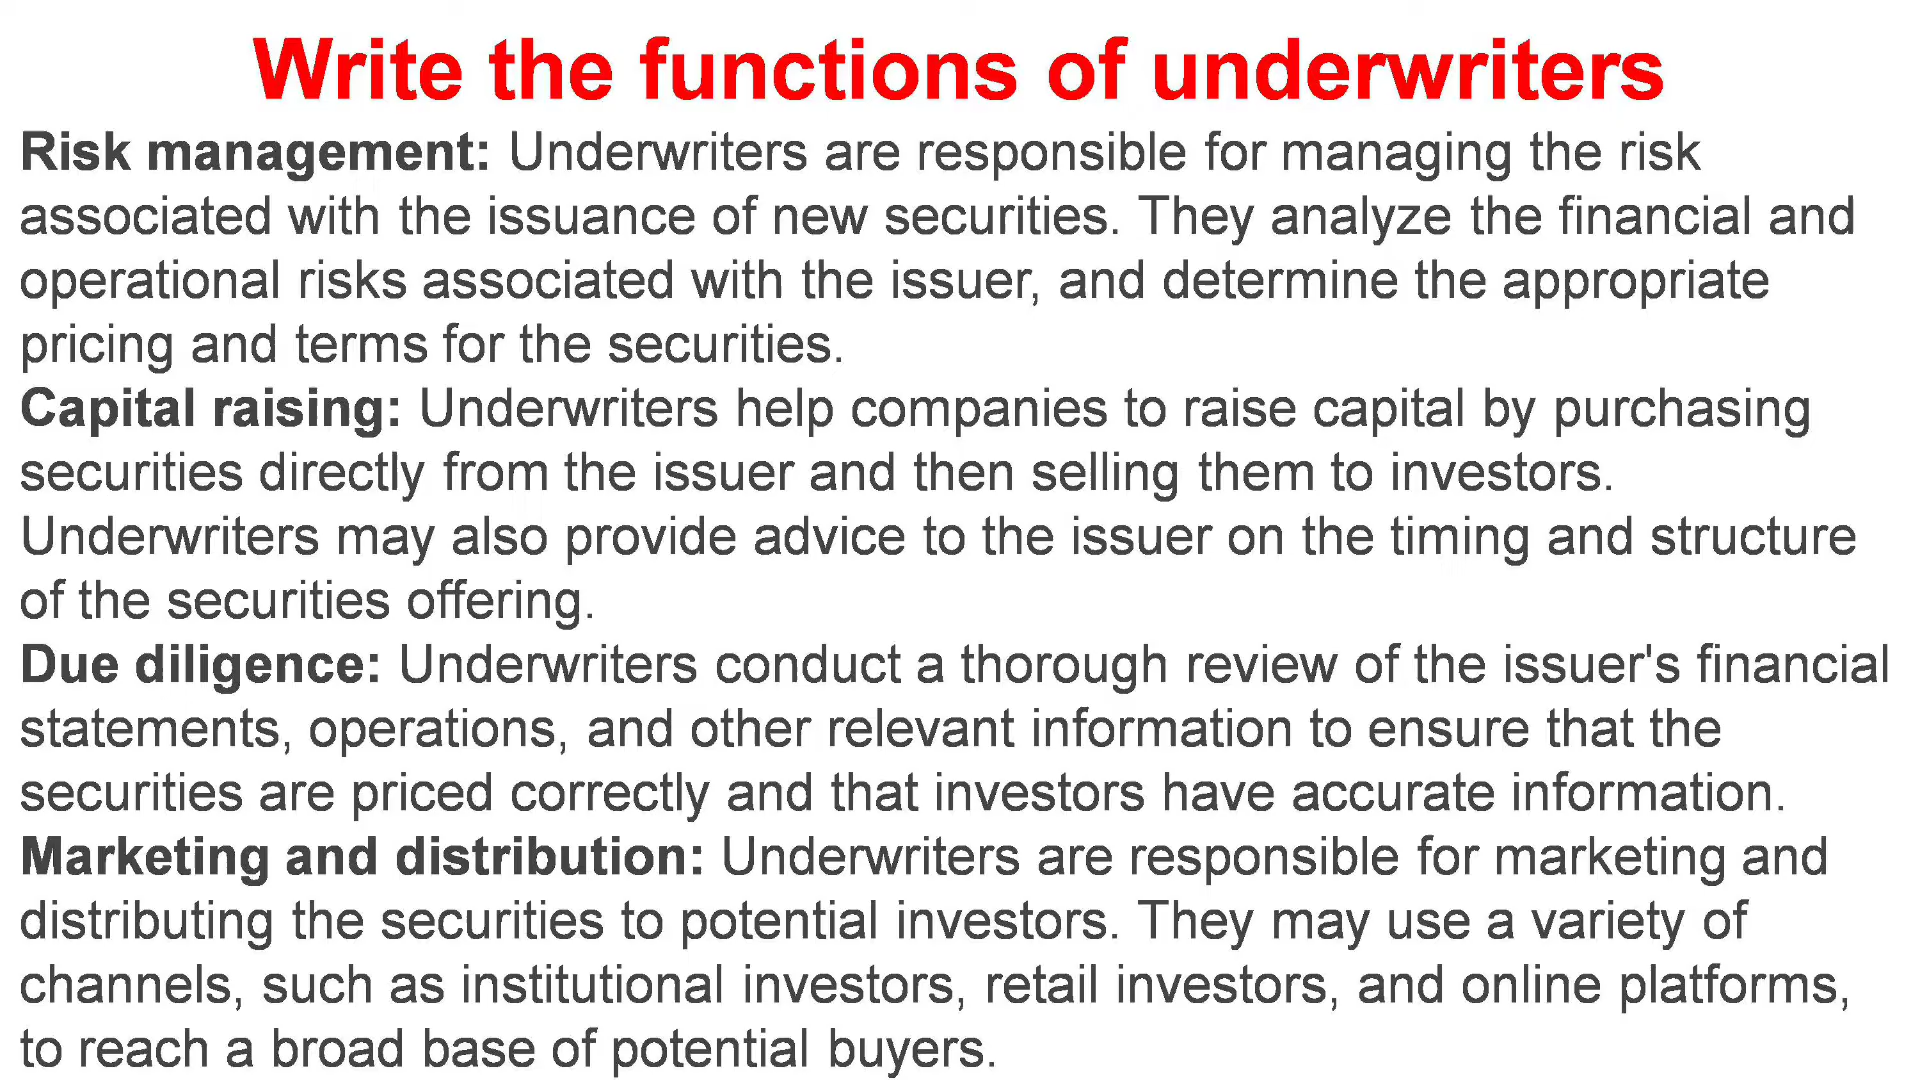 Write the functions of underwriters
Risk management: Underwriters are responsible for managing the risk
associated with the issuance of new securities. They analyze the financial and
operational risks associated with the issuer, and determine the appropriate
pricing and terms for the securities.
Capital raising: Underwriters help companies to raise capital by purchasing
securities directly from the issuer and then selling them to investors.
Underwriters may also provide advice to the issuer on the timing and structure
of the securities offering.
Due diligence: Underwriters conduct a thorough review of the issuer's financial
statements, operations, and other relevant information to ensure that the
securities are priced correctly and that investors have accurate information.
Marketing and distribution: Underwriters are responsible for marketing and
distributing the securities to potential investors. They may use a variety of
channels, such as institutional investors, retail investors, and online platforms,
to reach a broad base of potential buyers.